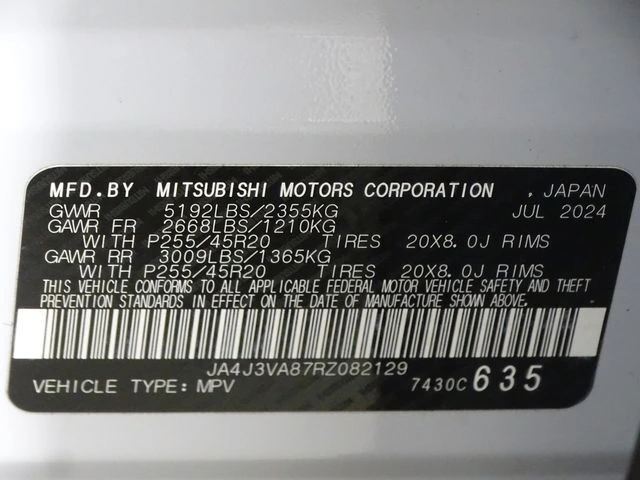 MFD.BY MITSUBISHI MOTORS CORPORATION , JAPAN
GVWR 5192LBS/2355KG JUL 2024
GAWR FR 2668LBS/1210KG
WITH P255/45R20 TIRES 20X8.0J RIMS
GAWR RR 3009LBS/1365KG
WITH P255/45R20 TIRES 20X8.0J RIMS
THIS VEHICLE CONFORMS TO ALL APPLICABLE FEDERAL MOTOR VEHICLE SAFETY AND THEFT
PREVENTION STANDARDS IN EFFECT ON THE DATE OF MANUFACTURE SHOWN ABOVE.
JA4J3VA87RZ082129
VEHICLE TYPE: MPV 7430C 635